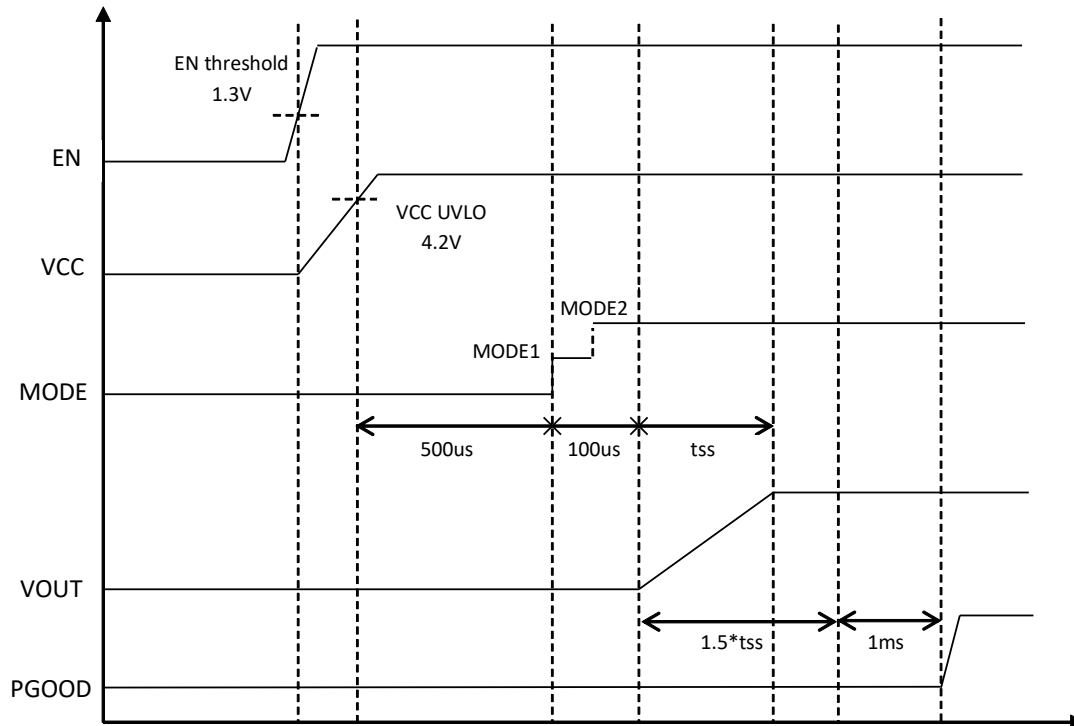 EN threshold
1.3V
EN
VCC UVLO
4.2V
VCC
MODE2
MODE1
MODE
500us
100us
tss
VOUT
1.5*tss
1ms
PGOOD